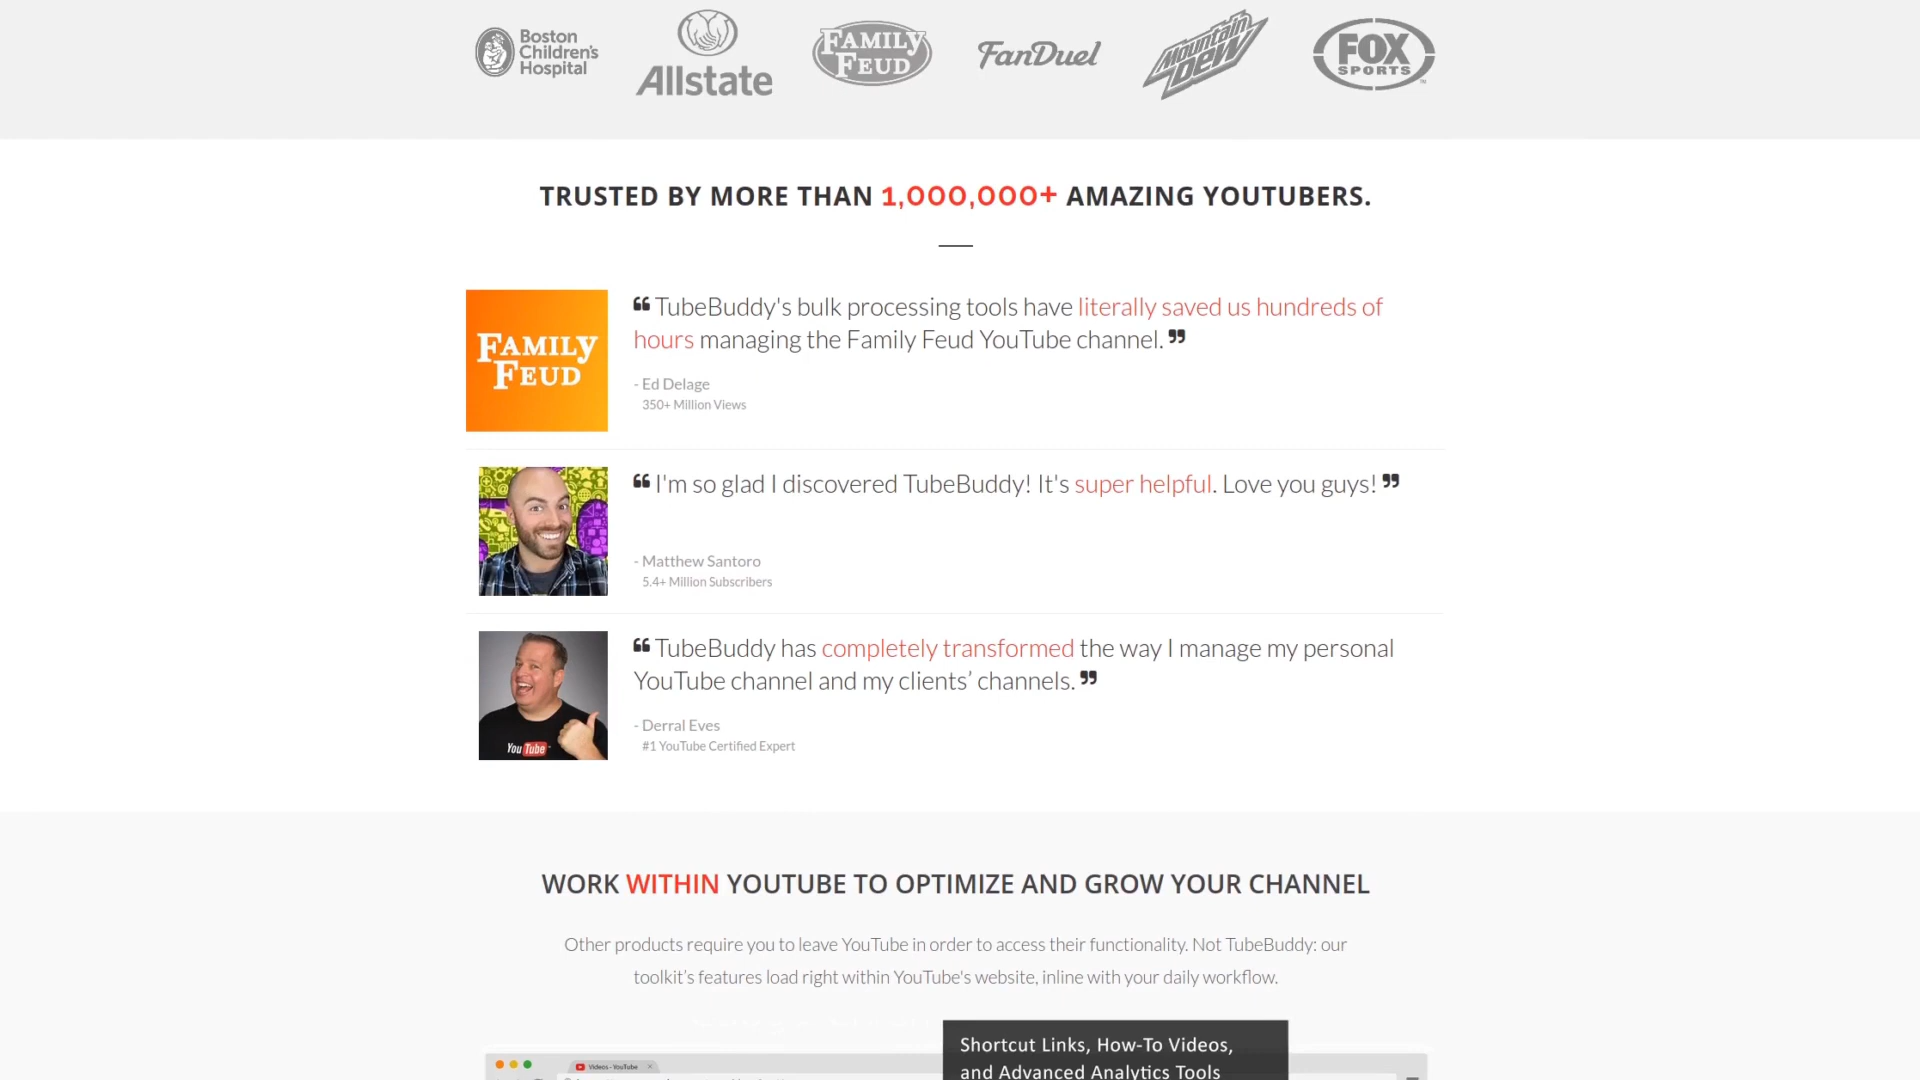 Boston
Children's
Hospital
Allstate
FAMILY
FEUD
FanDuel
Mountain
Dew
FOX
SPORTS
TRUSTED BY MORE THAN 1,000,000+ AMAZING YOUTUBERS.
❝ TubeBuddy's bulk processing tools have literally saved us hundreds of
hours managing the Family Feud YouTube channel. ❞
- Ed Delage
350+ Million Views
FAMILY
FEUD
❝ I'm so glad I discovered TubeBuddy! It's super helpful. Love you guys! ❞
- Matthew Santoro
5.4+ Million Subscribers
❝ TubeBuddy has completely transformed the way I manage my personal
YouTube channel and my clients’ channels. ❞
- Derral Eves
#1 YouTube Certified Expert
YouTube
WORK WITHIN YOUTUBE TO OPTIMIZE AND GROW YOUR CHANNEL
Other products require you to leave YouTube in order to access their functionality. Not TubeBuddy: our
toolkit’s features load right within YouTube's website, inline with your daily workflow.
Shortcut Links, How-To Videos,
and Advanced Analytics Tools
Videos - YouTube